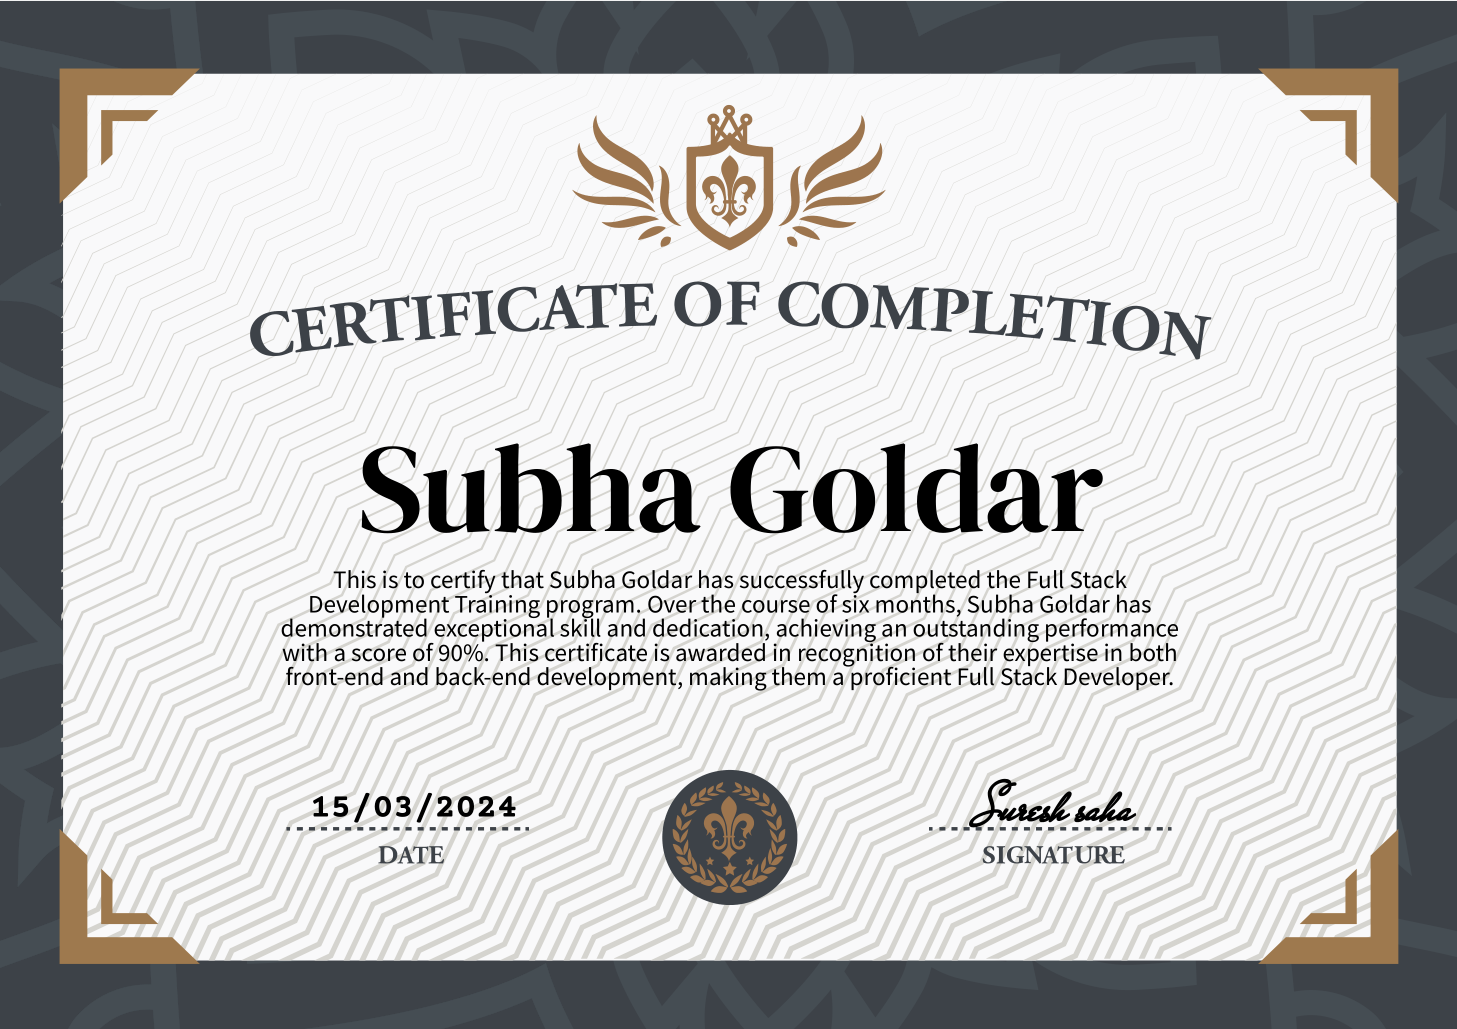 CERTIFICATE OF COMPLETION
Subha Goldar
This is to certify that Subha Goldar has successfully completed the Full Stack
Development Training program. Over the course of six months, Subha Goldar has
demonstrated exceptional skill and dedication, achieving an outstanding performance
with a score of 90%. This certificate is awarded in recognition of their expertise in both
front-end and back-end development, making them a proficient Full Stack Developer.
15/03/2024
DATE
Suresh saha
SIGNATURE